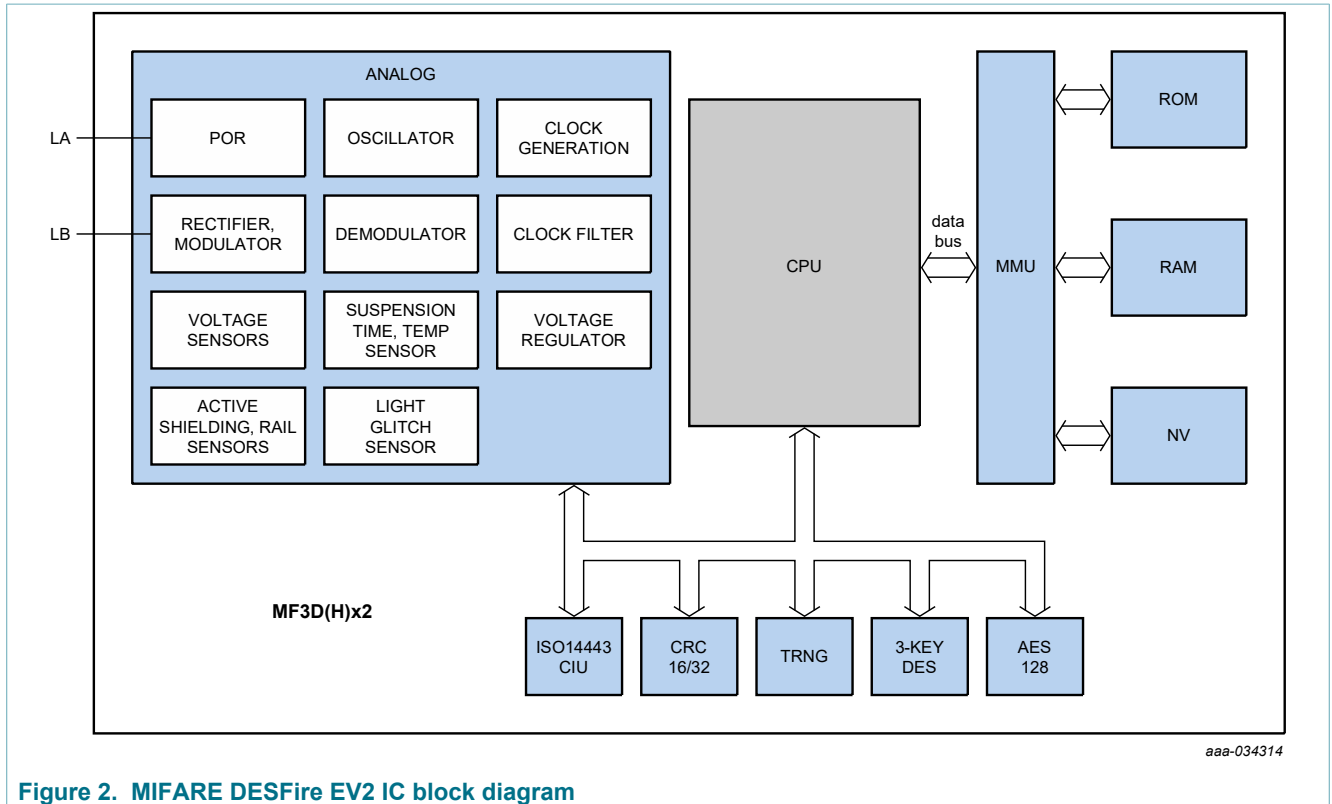 ANALOG
LA
POR
OSCILLATOR
CLOCK
GENERATION
LB
RECTIFIER,
MODULATOR
DEMODULATOR
CLOCK FILTER
VOLTAGE
SENSORS
SUSPENSION
TIME, TEMP
SENSOR
VOLTAGE
REGULATOR
ACTIVE
SHIELDING, RAIL
SENSORS
LIGHT
GLITCH
SENSOR
CPU
data
bus
MMU
ROM
RAM
NV
MF3D(H)x2
ISO14443
CIU
CRC
16/32
TRNG
3-KEY
DES
AES
128
aaa-034314
Figure 2. MIFARE DESFire EV2 IC block diagram